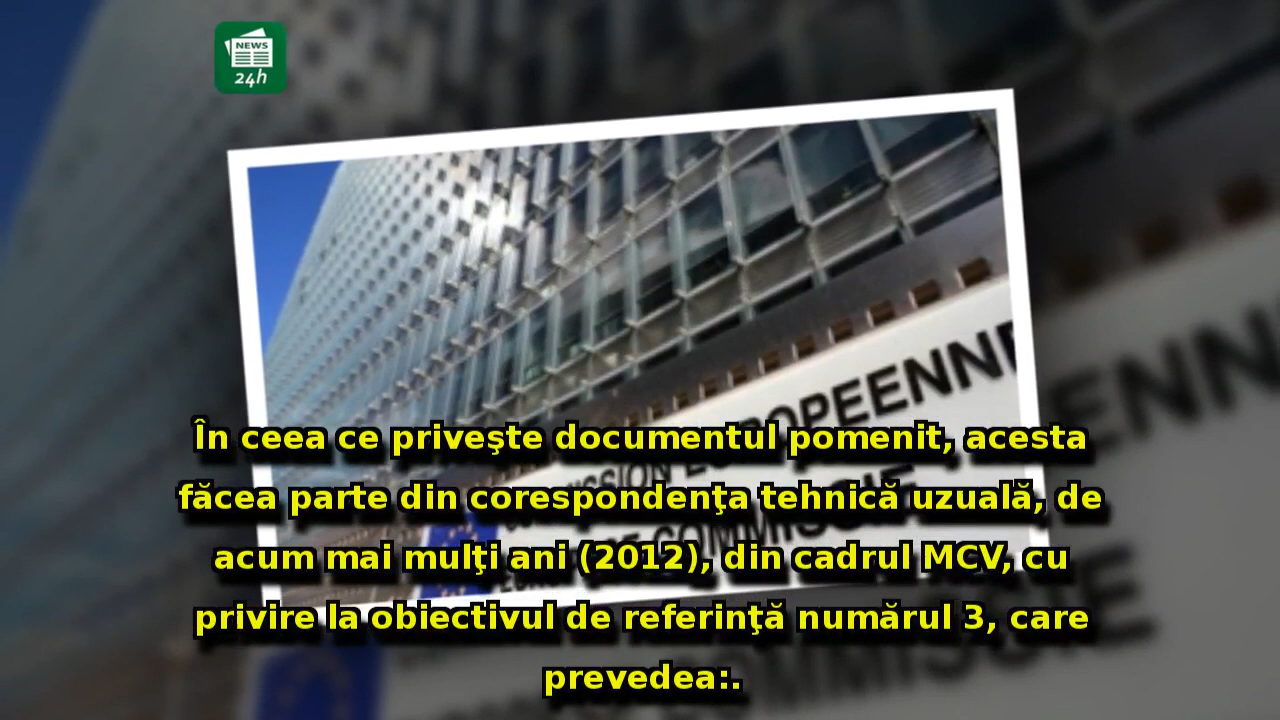 NEWS
24h
EUROPEENN
În ceea ce priveşte documentul pomenit, acesta
făcea parte din corespondenţa tehnică uzuală, de
acum mai mulţi ani (2012), din cadrul MCV, cu
privire la obiectivul de referinţă numărul 3, care
prevedea:.